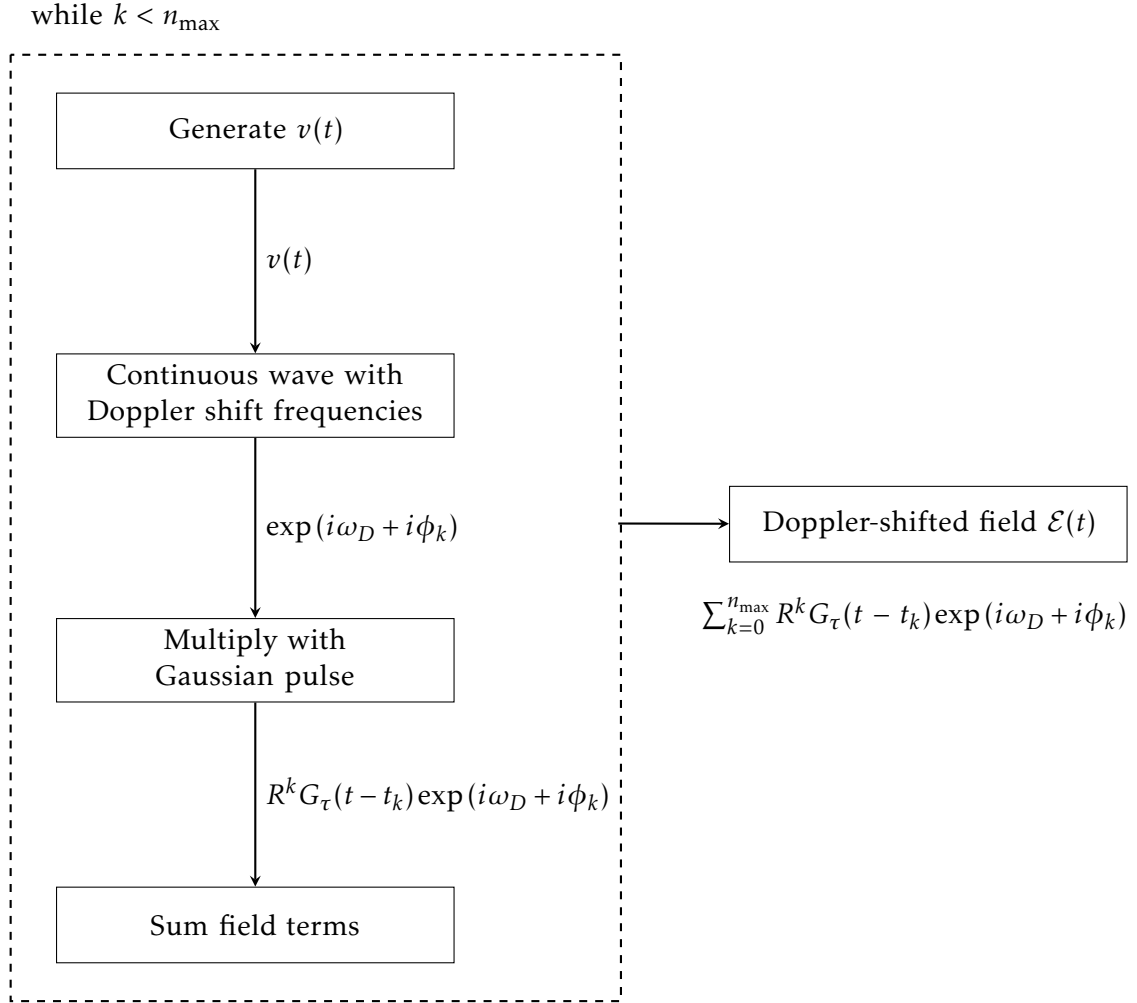 while k < n_max
Generate v(t)
v(t)
Continuous wave with
Doppler shift frequencies
exp(iω_D + iϕ_k)
Multiply with
Gaussian pulse
R^k G_τ(t − t_k) exp(iω_D + iϕ_k)
Sum field terms
Doppler-shifted field ℰ(t)
∑_{k=0}^{n_max} R^k G_τ(t − t_k) exp(iω_D + iϕ_k)